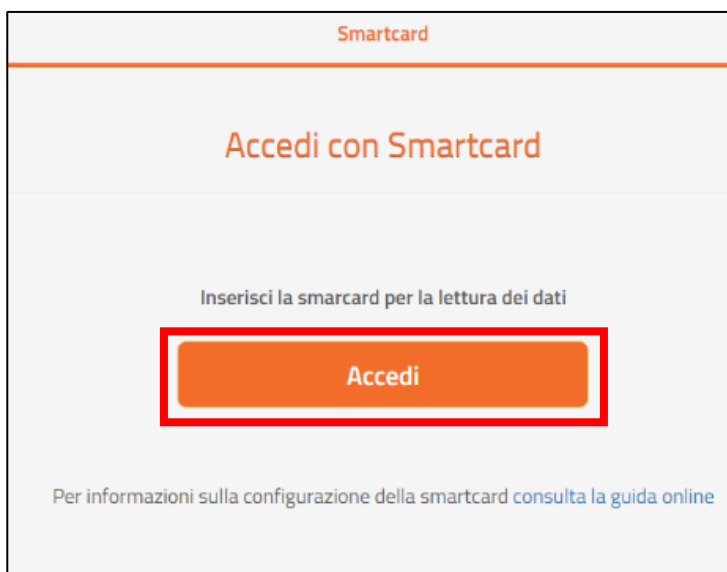 Smartcard
Accedi con Smartcard
Inserisci la smarcard per la lettura dei dati
Accedi
Per informazioni sulla configurazione della smartcard consulta la guida online